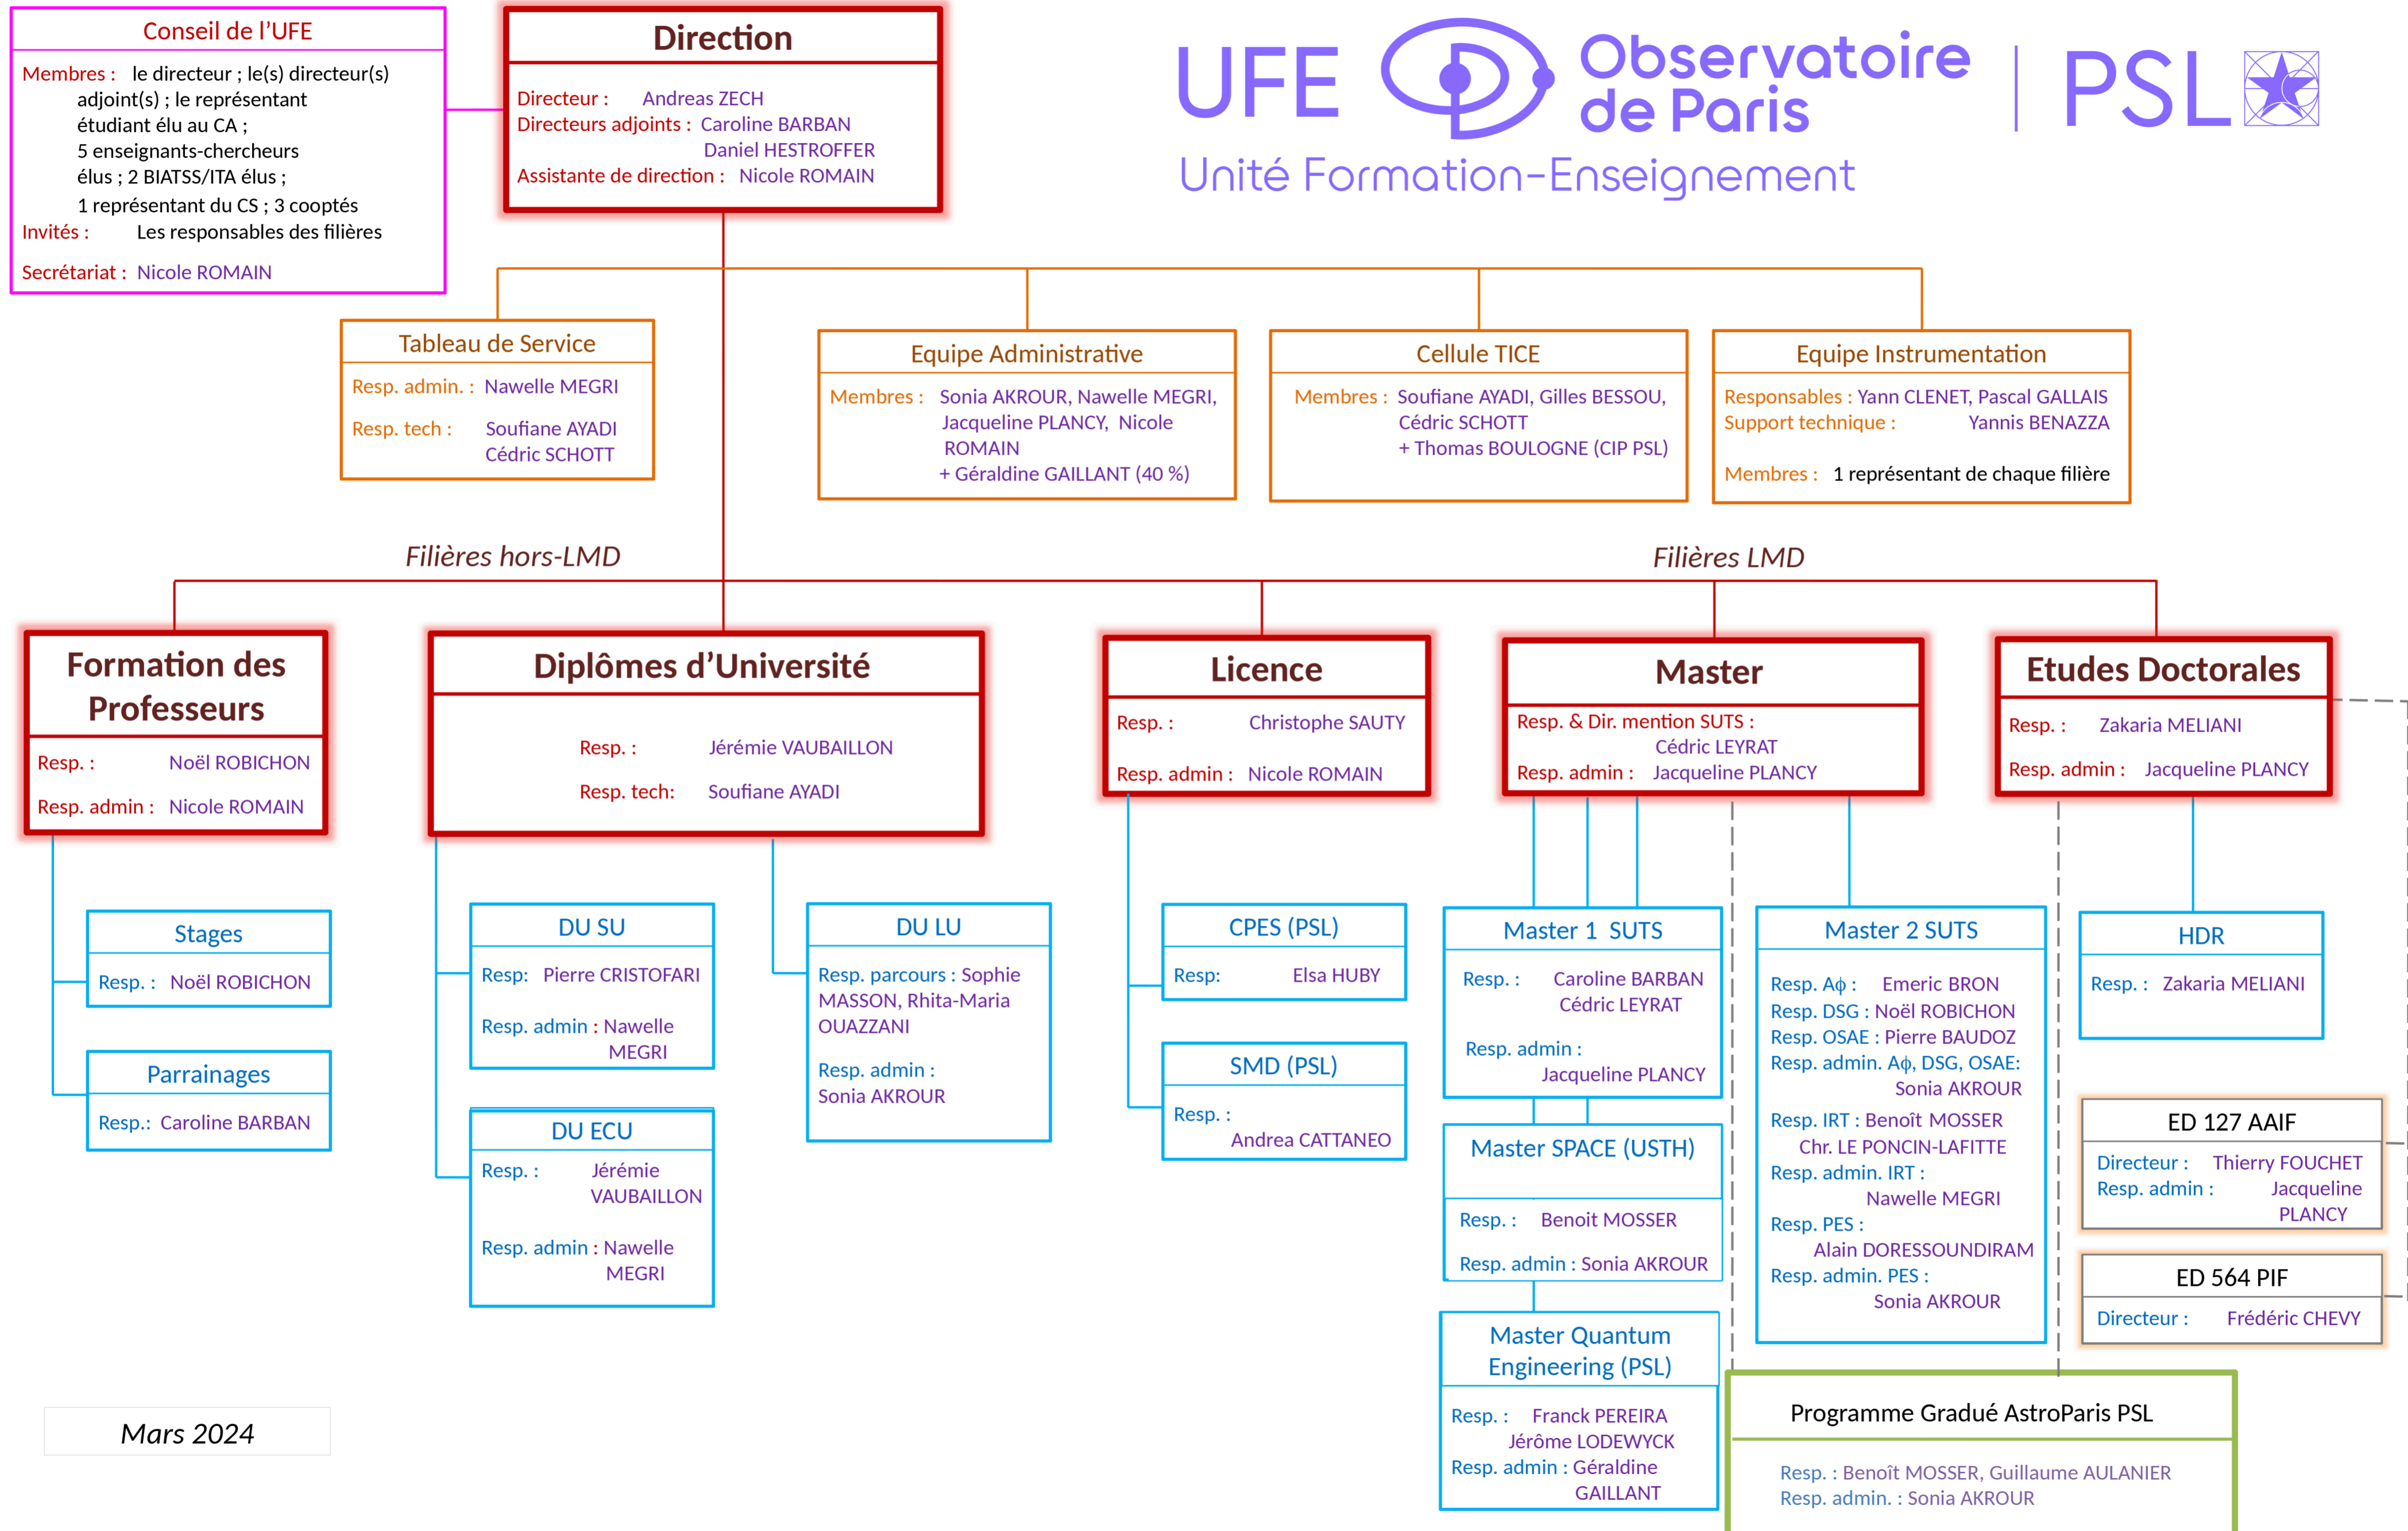 Conseil de l’UFE
Membres : le directeur ; le(s) directeur(s)
adjoint(s) ; le représentant
étudiant élu au CA ;
5 enseignants-chercheurs
élus ; 2 BIATSS/ITA élus ;
1 représentant du CS ; 3 cooptés
Invités : Les responsables des filières
Secrétariat : Nicole ROMAIN
Direction
Directeur : Andreas ZECH
Directeurs adjoints : Caroline BARBAN
Daniel HESTROFFER
Assistante de direction : Nicole ROMAIN
UFE
Observatoire
de Paris
PSL
Unité Formation-Enseignement
Tableau de Service
Resp. admin. : Nawelle MEGRI
Resp. tech : Soufiane AYADI
Cédric SCHOTT
Equipe Administrative
Membres : Sonia AKROUR, Nawelle MEGRI,
Jacqueline PLANCY, Nicole
ROMAIN
+ Géraldine GAILLANT (40 %)
Cellule TICE
Membres : Soufiane AYADI, Gilles BESSOU,
Cédric SCHOTT
+ Thomas BOULOGNE (CIP PSL)
Equipe Instrumentation
Responsables : Yann CLENET, Pascal GALLAIS
Support technique : Yannis BENAZZA
Membres : 1 représentant de chaque filière
Filières hors-LMD
Filières LMD
Formation des
Professeurs
Resp. : Noël ROBICHON
Resp. admin : Nicole ROMAIN
Diplômes d’Université
Resp. : Jérémie VAUBAILLON
Resp. tech: Soufiane AYADI
Licence
Resp. : Christophe SAUTY
Resp. admin : Nicole ROMAIN
Master
Resp. & Dir. mention SUTS :
Cédric LEYRAT
Resp. admin : Jacqueline PLANCY
Etudes Doctorales
Resp. : Zakaria MELIANI
Resp. admin : Jacqueline PLANCY
Stages
Resp. : Noël ROBICHON
Parrainages
Resp.: Caroline BARBAN
DU SU
Resp: Pierre CRISTOFARI
Resp. admin : Nawelle
MEGRI
DU ECU
Resp. : Jérémie
VAUBAILLON
Resp. admin : Nawelle
MEGRI
DU LU
Resp. parcours : Sophie
MASSON, Rhita-Maria
OUAZZANI
Resp. admin :
Sonia AKROUR
CPES (PSL)
Resp: Elsa HUBY
SMD (PSL)
Resp. :
Andrea CATTANEO
Master 1 SUTS
Resp. : Caroline BARBAN
Cédric LEYRAT
Resp. admin :
Jacqueline PLANCY
Master SPACE (USTH)
Resp. : Benoit MOSSER
Resp. admin : Sonia AKROUR
Master Quantum
Engineering (PSL)
Resp. : Franck PEREIRA
Jérôme LODEWYCK
Resp. admin : Géraldine
GAILLANT
Master 2 SUTS
Resp. Aϕ : Emeric BRON
Resp. DSG : Noël ROBICHON
Resp. OSAE : Pierre BAUDOZ
Resp. admin. Aϕ, DSG, OSAE:
Sonia AKROUR
Resp. IRT : Benoît MOSSER
Chr. LE PONCIN-LAFITTE
Resp. admin. IRT :
Nawelle MEGRI
Resp. PES :
Alain DORESSOUNDIRAM
Resp. admin. PES :
Sonia AKROUR
HDR
Resp. : Zakaria MELIANI
ED 127 AAIF
Directeur : Thierry FOUCHET
Resp. admin : Jacqueline
PLANCY
ED 564 PIF
Directeur : Frédéric CHEVY
Programme Gradué AstroParis PSL
Resp. : Benoît MOSSER, Guillaume AULANIER
Resp. admin. : Sonia AKROUR
Mars 2024